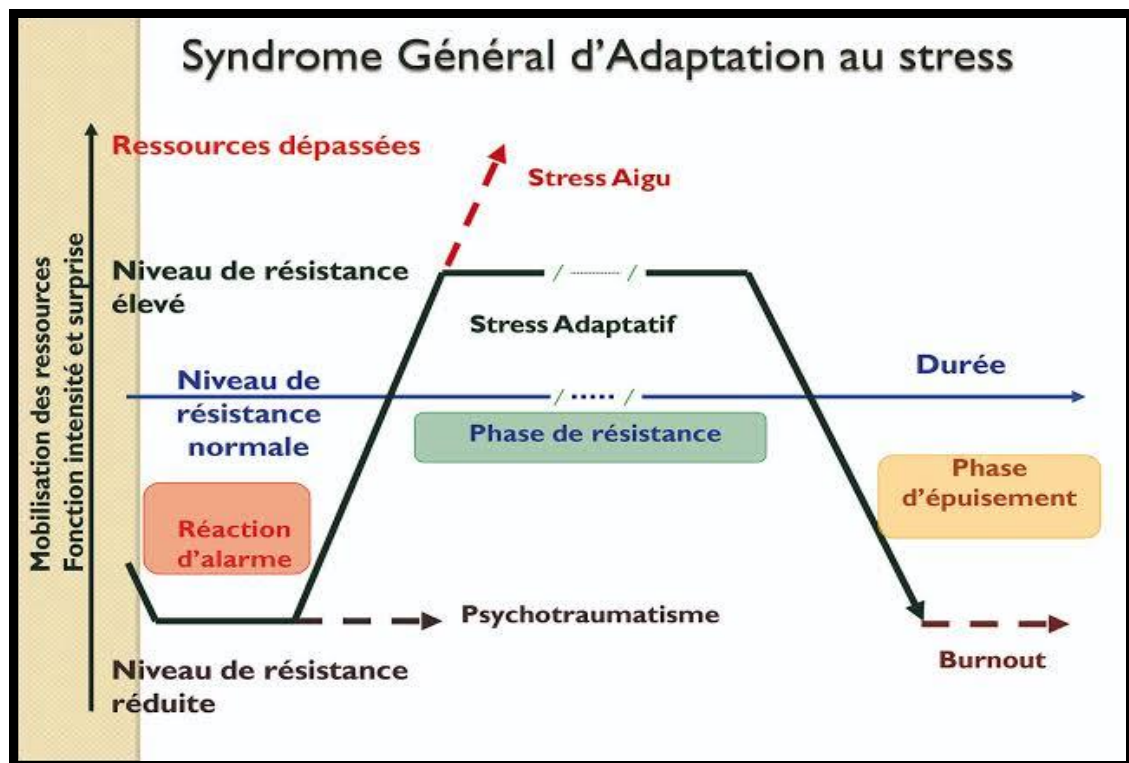 Syndrome Général d'Adaptation au stress
Ressources dépassées
Stress Aigu
Mobilisation des ressources
Fonction intensité et surprise
Niveau de résistance
élevé
Stress Adaptatif
Durée
Niveau de
résistance
normale
Phase de résistance
Phase
d'épuisement
Réaction
d'alarme
Psychotraumatisme
Burnout
Niveau de résistance
réduite